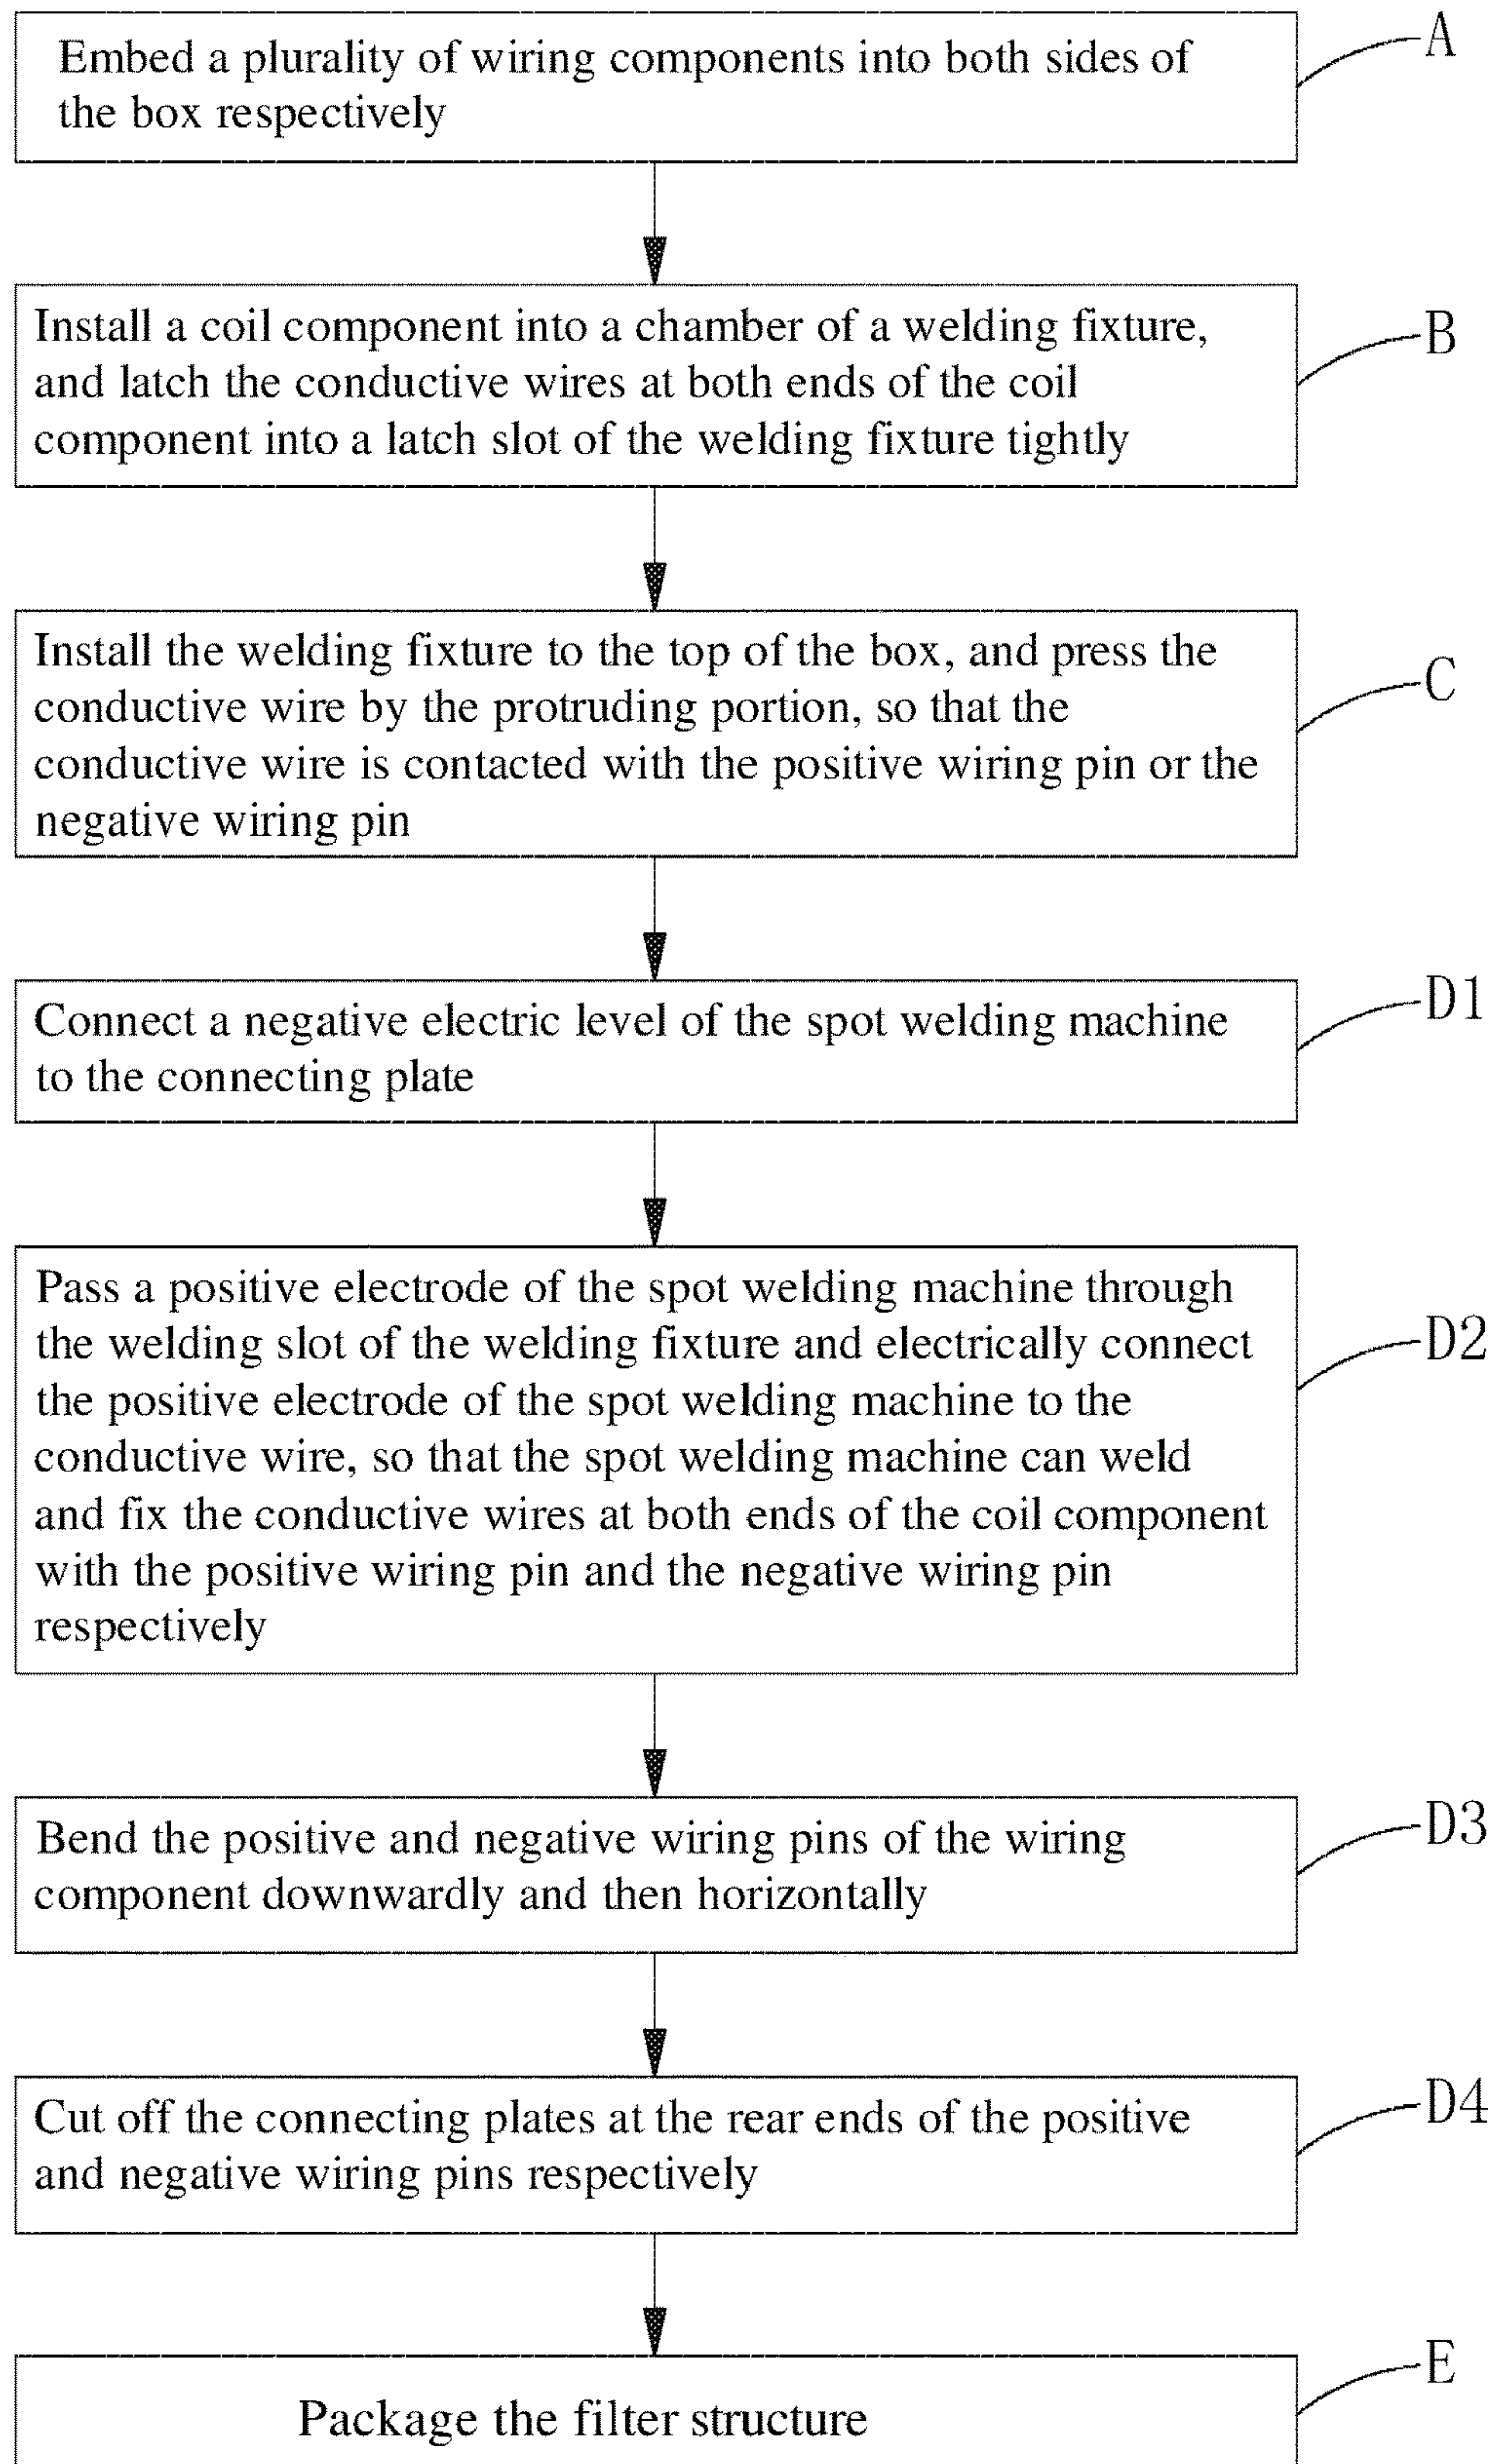 Embed a plurality of wiring components into both sides of
the box respectively
A
Install a coil component into a chamber of a welding fixture,
and latch the conductive wires at both ends of the coil
component into a latch slot of the welding fixture tightly
B
Install the welding fixture to the top of the box, and press the
conductive wire by the protruding portion, so that the
conductive wire is contacted with the positive wiring pin or the
negative wiring pin
C
Connect a negative electric level of the spot welding machine
to the connecting plate
D1
Pass a positive electrode of the spot welding machine through
the welding slot of the welding fixture and electrically connect
the positive electrode of the spot welding machine to the
conductive wire, so that the spot welding machine can weld
and fix the conductive wires at both ends of the coil component
with the positive wiring pin and the negative wiring pin
respectively
D2
Bend the positive and negative wiring pins of the wiring
component downwardly and then horizontally
D3
Cut off the connecting plates at the rear ends of the positive
and negative wiring pins respectively
D4
Package the filter structure
E